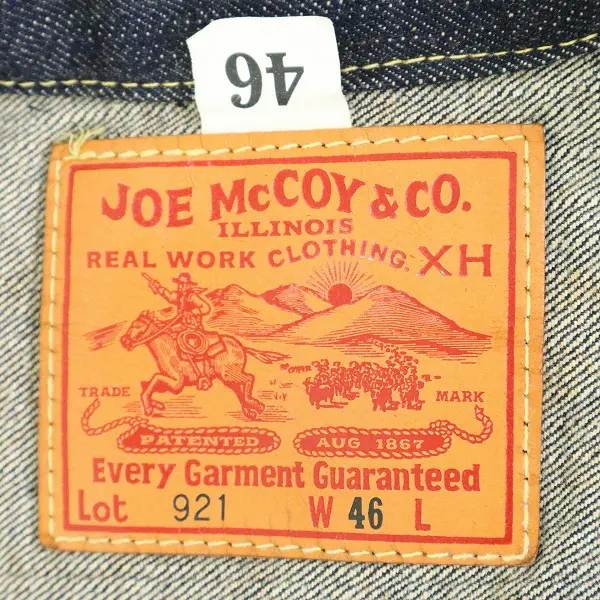 46
JOE McCOY & CO.
ILLINOIS
REAL WORK CLOTHING. XH
TRADE MARK
PATENTED AUG 1867
Every Garment Guaranteed
Lot 921 W 46 L